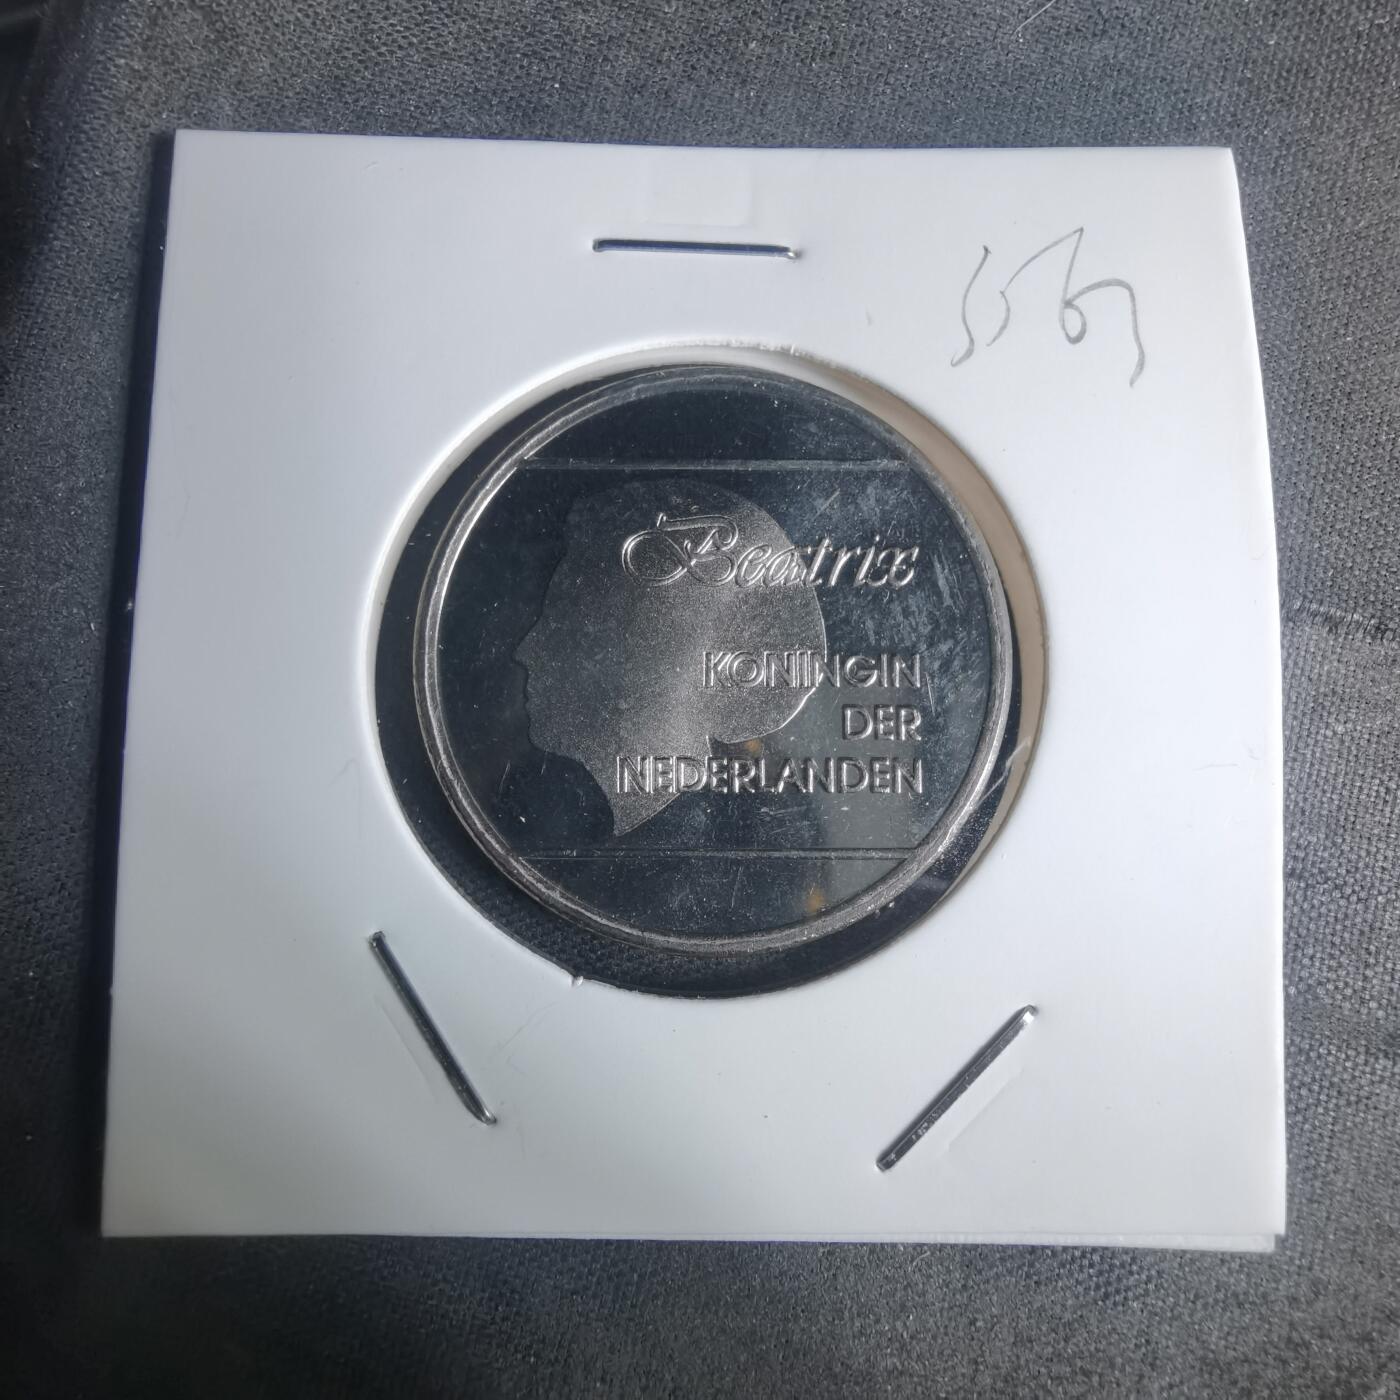 Beatrix
KONINGIN
DER
NEDERLANDEN